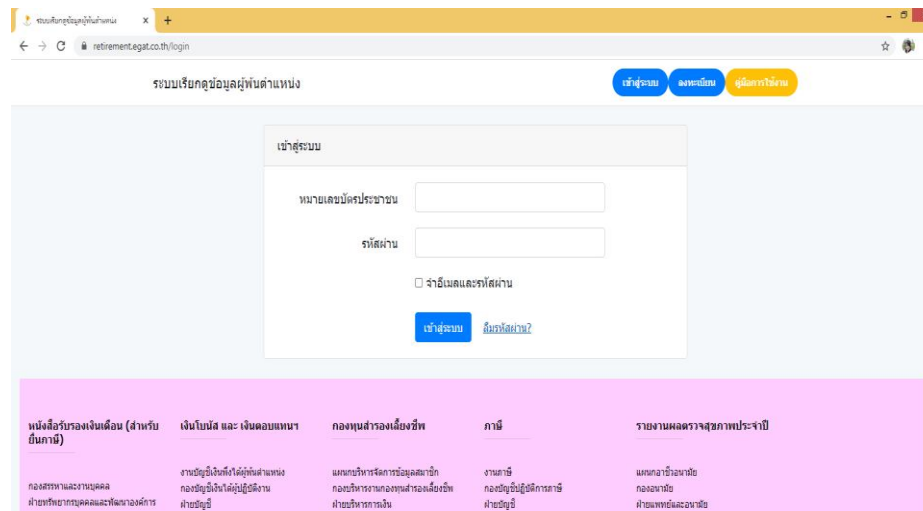 ระบบเรียกดูข้อมูลผู้พ้นตำแหน่ง
retirement.egat.co.th/login
ระบบเรียกดูข้อมูลผู้พ้นตำแหน่ง
เข้าสู่ระบบ ลงทะเบียน คู่มือการใช้งาน
เข้าสู่ระบบ
หมายเลขบัตรประชาชน
รหัสผ่าน
จำอีเมลและรหัสผ่าน
เข้าสู่ระบบ ลืมรหัสผ่าน?
หนังสือรับรองเงินเดือน (สำหรับ
ยื่นภาษี)
กองสรรหาและงานบุคคล
ฝ่ายทรัพยากรบุคคลและพัฒนาองค์การ
เงินโบนัส และ เงินตอบแทนฯ
งานบัญชีเงินพึงได้ผู้พ้นตำแหน่ง
กองบัญชีเงินได้ผู้ปฏิบัติงาน
ฝ่ายบัญชี
กองทุนสำรองเลี้ยงชีพ
แผนกบริหารจัดการข้อมูลสมาชิก
กองบริหารงานกองทุนสำรองเลี้ยงชีพ
ฝ่ายบริหารการเงิน
ภาษี
งานภาษี
กองบัญชีปฏิบัติการภาษี
ฝ่ายบัญชี
รายงานผลตรวจสุขภาพประจำปี
แผนกอาชีวอนามัย
กองอนามัย
ฝ่ายแพทย์และอนามัย